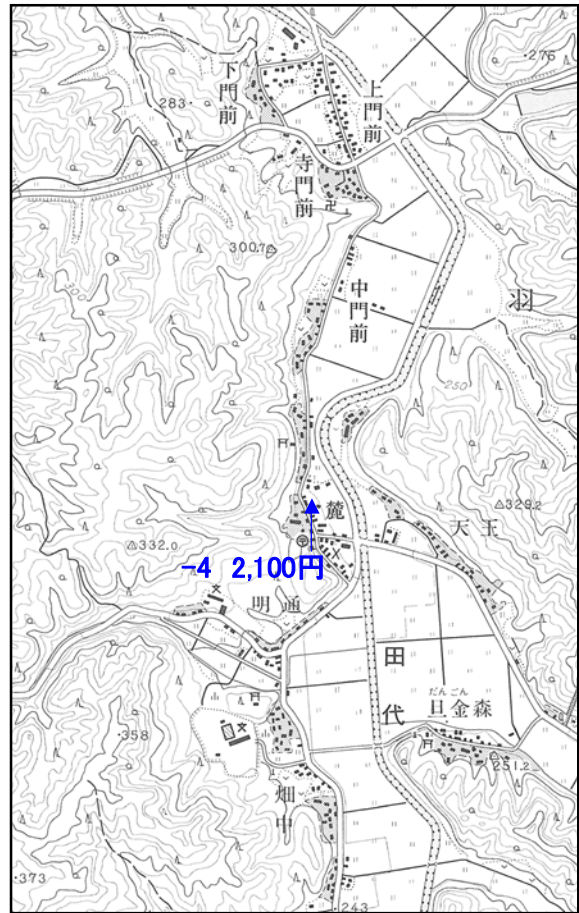 ・276
下門前
283・
上門前
寺門前
300.7
中門前
羽
250
麓
329.2
天王
332.0
-4 2,100円
明通
田代
だんごん
日金森
・358
251.2
畑中
・373
・243